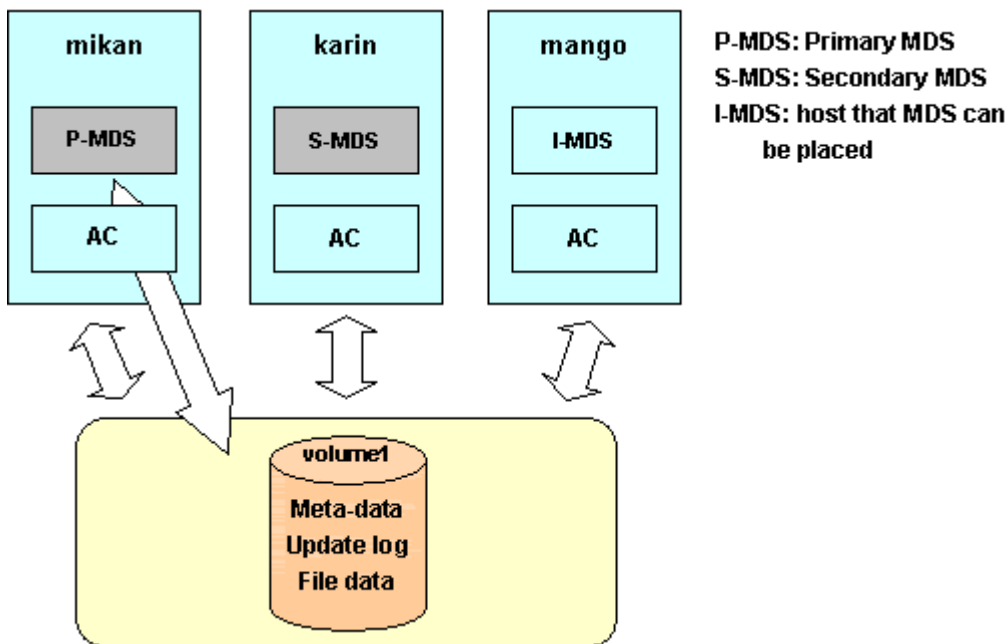 mikan
P-MDS
AC
karin
S-MDS
AC
mango
I-MDS
AC
P-MDS: Primary MDS
S-MDS: Secondary MDS
I-MDS: host that MDS can
be placed
volume1
Meta-data
Update log
File data